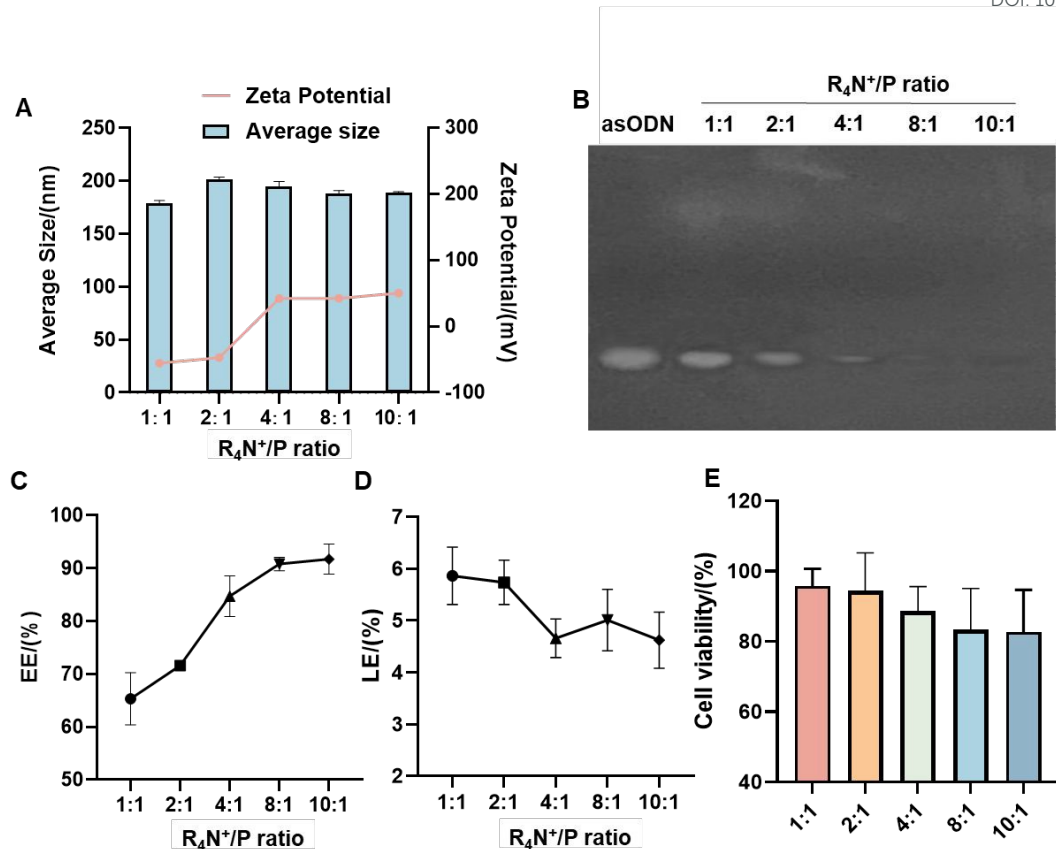 DOI: 10
A
Zeta Potential
Average size
250
200
150
100
50
0
Average Size/(nm)
300
200
100
0
-100
Zeta Potential/(mV)
1:1 2:1 4:1 8:1 10:1
R₄N⁺/P ratio
B
R₄N⁺/P ratio
asODN 1:1 2:1 4:1 8:1 10:1
C
100
90
80
70
60
50
EE/(%)
1:1 2:1 4:1 8:1 10:1
R₄N⁺/P ratio
D
7
6
5
4
3
2
LE/(%)
1:1 2:1 4:1 8:1 10:1
R₄N⁺/P ratio
E
120
100
80
60
40
Cell viability/(%)
1:1 2:1 4:1 8:1 10:1